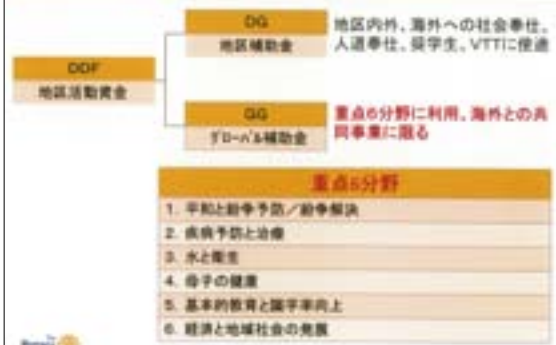 DG
地区補助金
地区内外、海外への社会奉仕、
人道奉仕、奨学生、VTTに使途
DDF
地区活動資金
GG
グローバル補助金
重点6分野に利用、海外との共
同事業に限る
重点6分野
1. 平和と紛争予防/紛争解決
2. 疾病予防と治療
3. 水と衛生
4. 母子の健康
5. 基本的教育と識字率向上
6. 経済と地域社会の発展